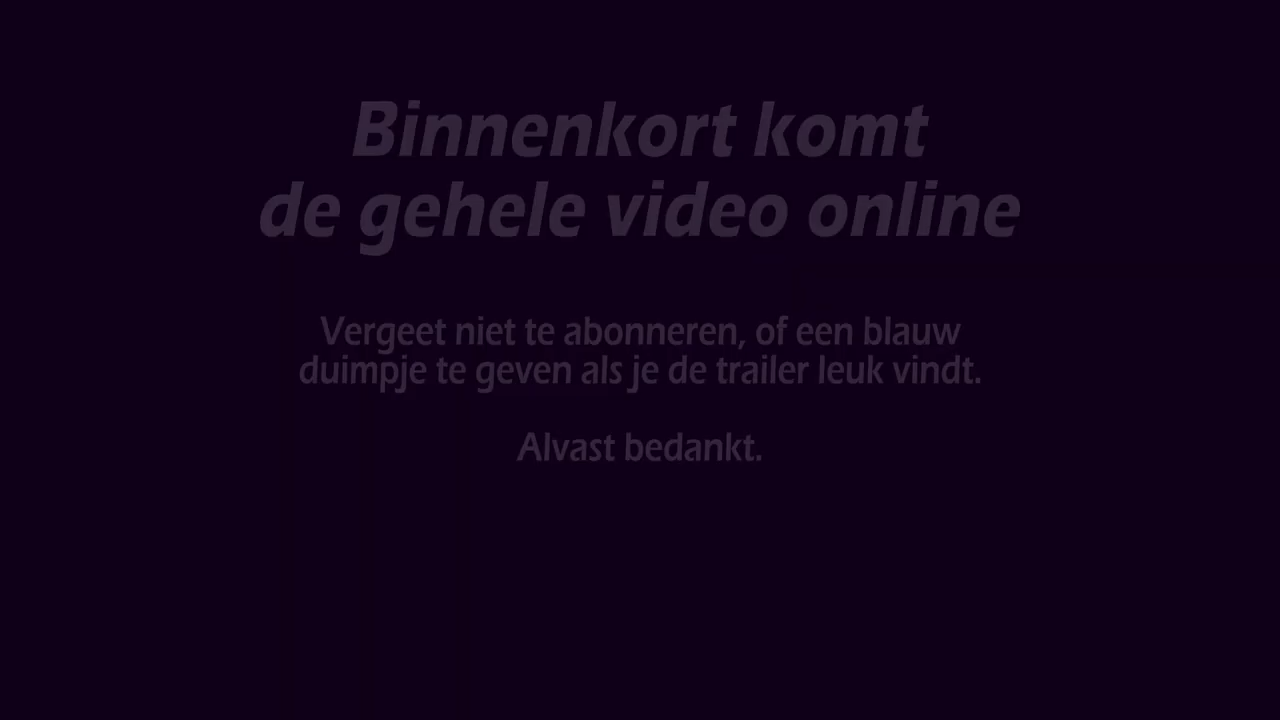 Binnenkort komt
de gehele video online
Vergeet niet te abonneren, of een blauw
duimpje te geven als je de trailer leuk vindt.
Alvast bedankt.